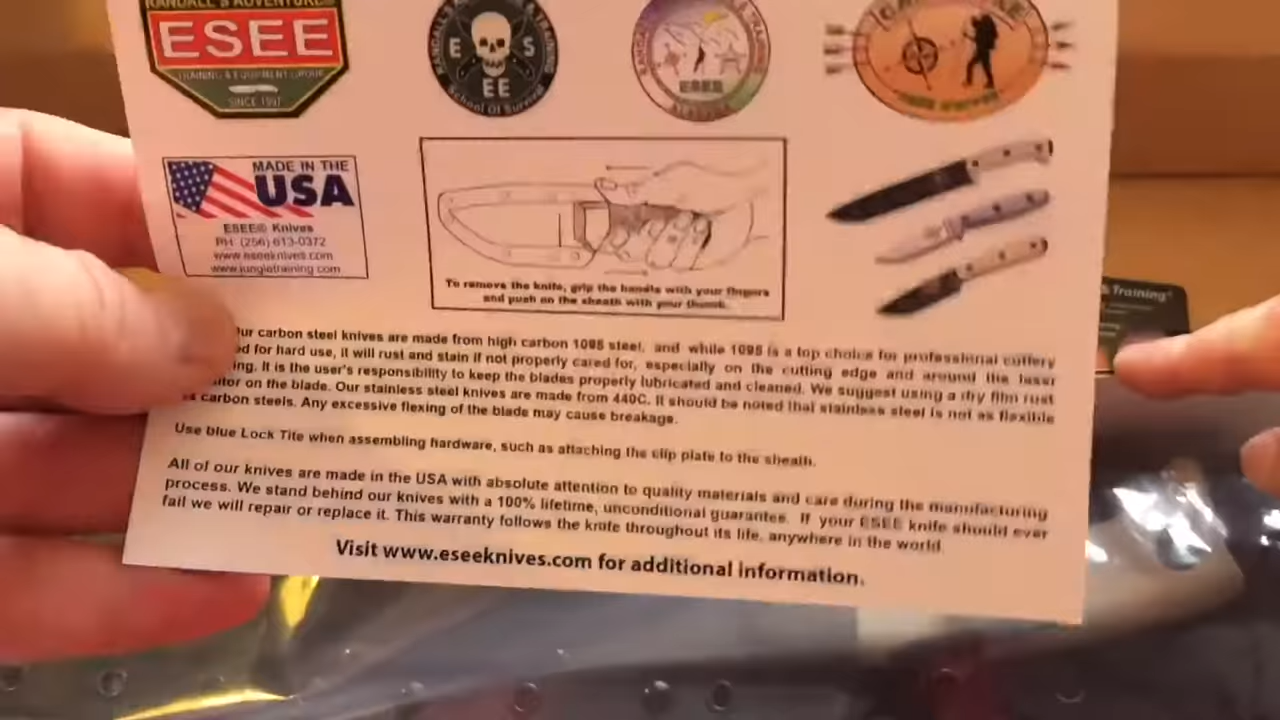 RANDALL'S ADVENTURE®
ESEE
TRAINING & EQUIPMENT GROUP
SINCE 1997
E S
EE
School Of Survival
ESEE
MADE IN THE
USA
ESEE® Knives
PH: (256) 613-0372
www.eseeknives.com
www.jungletraining.com
To remove the knife, grip the handle with your fingers
and push on the sheath with your thumb.
& Training®
ur carbon steel knives are made from high carbon 1095 steel, and while 1095 is a top choice for professional cutlery
ed for hard use, it will rust and stain if not properly cared for, especially on the cutting edge and around the laser
ing. It is the user's responsibility to keep the blades properly lubricated and cleaned. We suggest using a dry film rust
itor on the blade. Our stainless steel knives are made from 440C. It should be noted that stainless steel is not as flexible
as carbon steels. Any excessive flexing of the blade may cause breakage.
Use blue Lock Tite when assembling hardware, such as attaching the clip plate to the sheath.
All of our knives are made in the USA with absolute attention to quality materials and care during the manufacturing
process. We stand behind our knives with a 100% lifetime, unconditional guarantee. If your ESEE knife should ever
fail we will repair or replace it. This warranty follows the knife throughout its life, anywhere in the world.
Visit www.eseeknives.com for additional information.